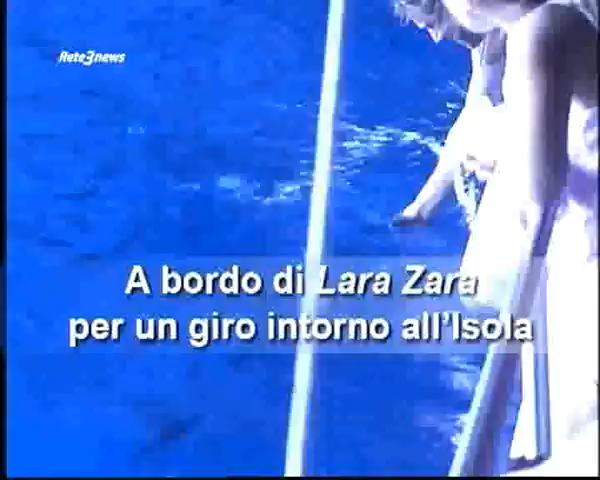 Rete3news
A bordo di Lara Zara
per un giro intorno all'Isola